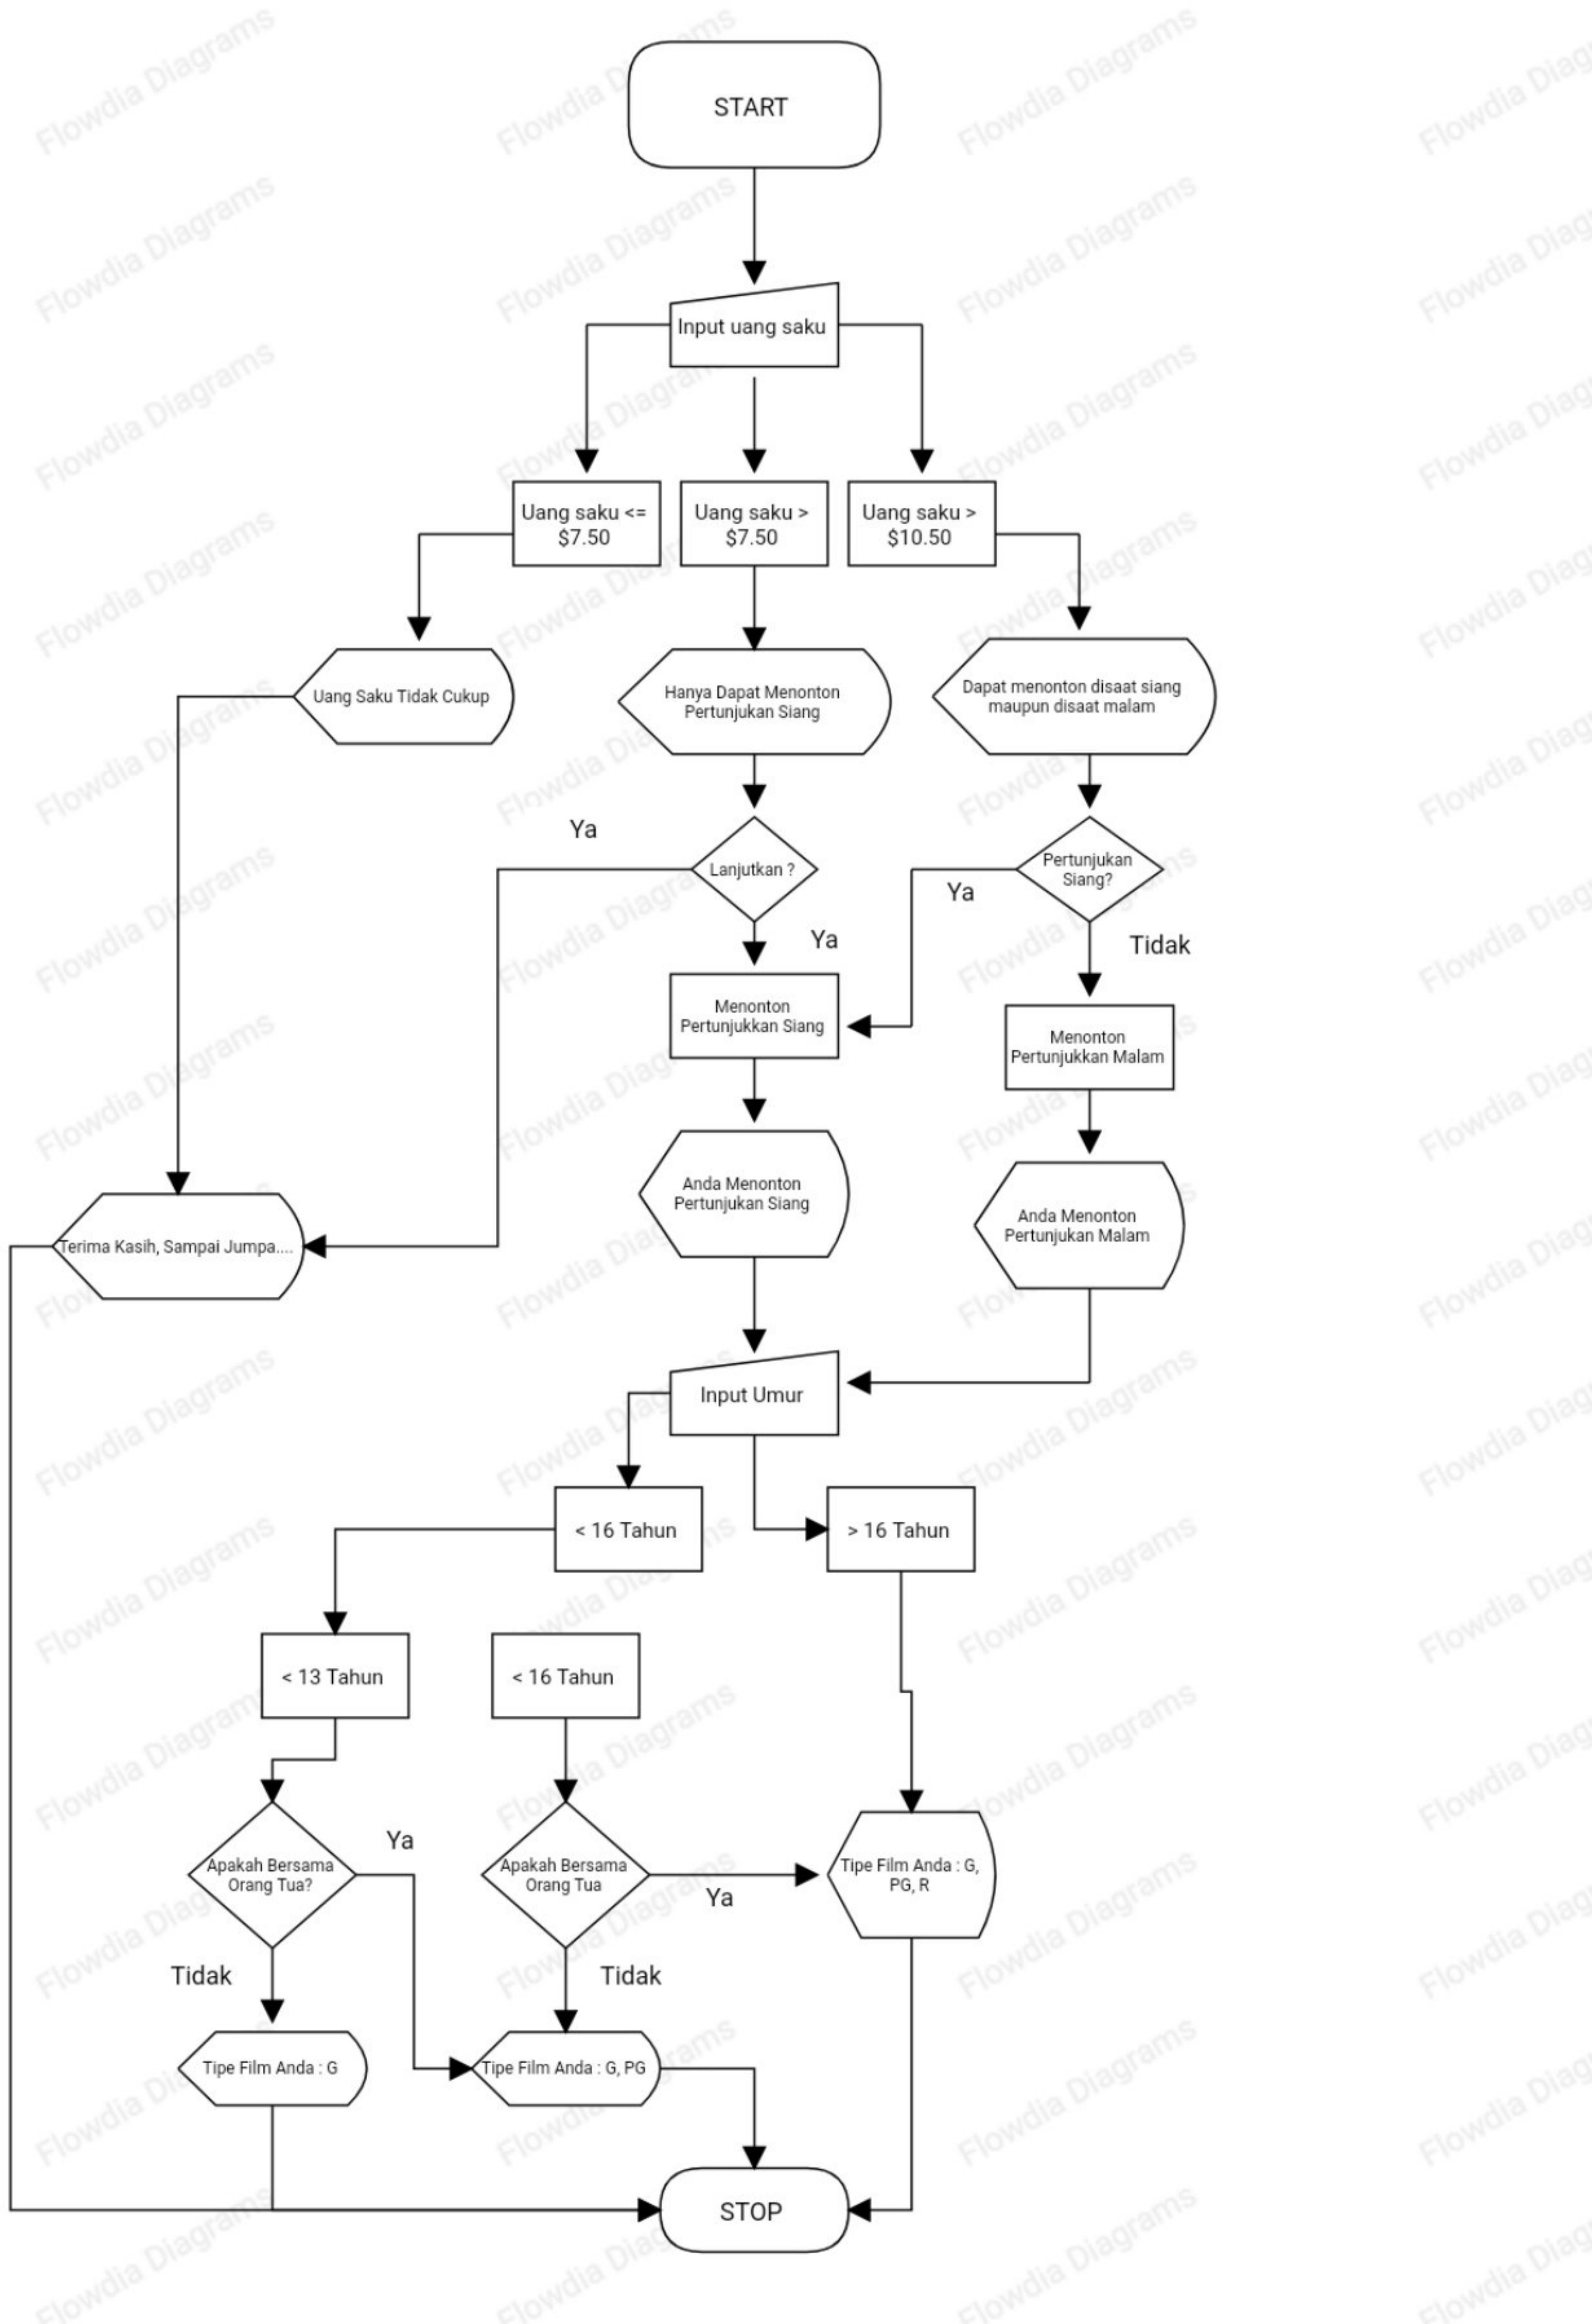 START
Input uang saku
Uang saku <=
$7.50
Uang saku >
$7.50
Uang saku >
$10.50
Uang Saku Tidak Cukup
Hanya Dapat Menonton
Pertunjukan Siang
Dapat menonton disaat siang
maupun disaat malam
Ya
Lanjutkan ?
Pertunjukan
Siang?
Ya
Ya
Tidak
Menonton
Pertunjukkan Siang
Menonton
Pertunjukkan Malam
Anda Menonton
Pertunjukan Siang
Anda Menonton
Pertunjukan Malam
Terima Kasih, Sampai Jumpa....
Input Umur
< 16 Tahun
> 16 Tahun
< 13 Tahun
< 16 Tahun
Ya
Apakah Bersama
Orang Tua?
Apakah Bersama
Orang Tua
Ya
Tipe Film Anda : G,
PG, R
Tidak
Tidak
Tipe Film Anda : G
Tipe Film Anda : G, PG
STOP
Flowdia Diagrams